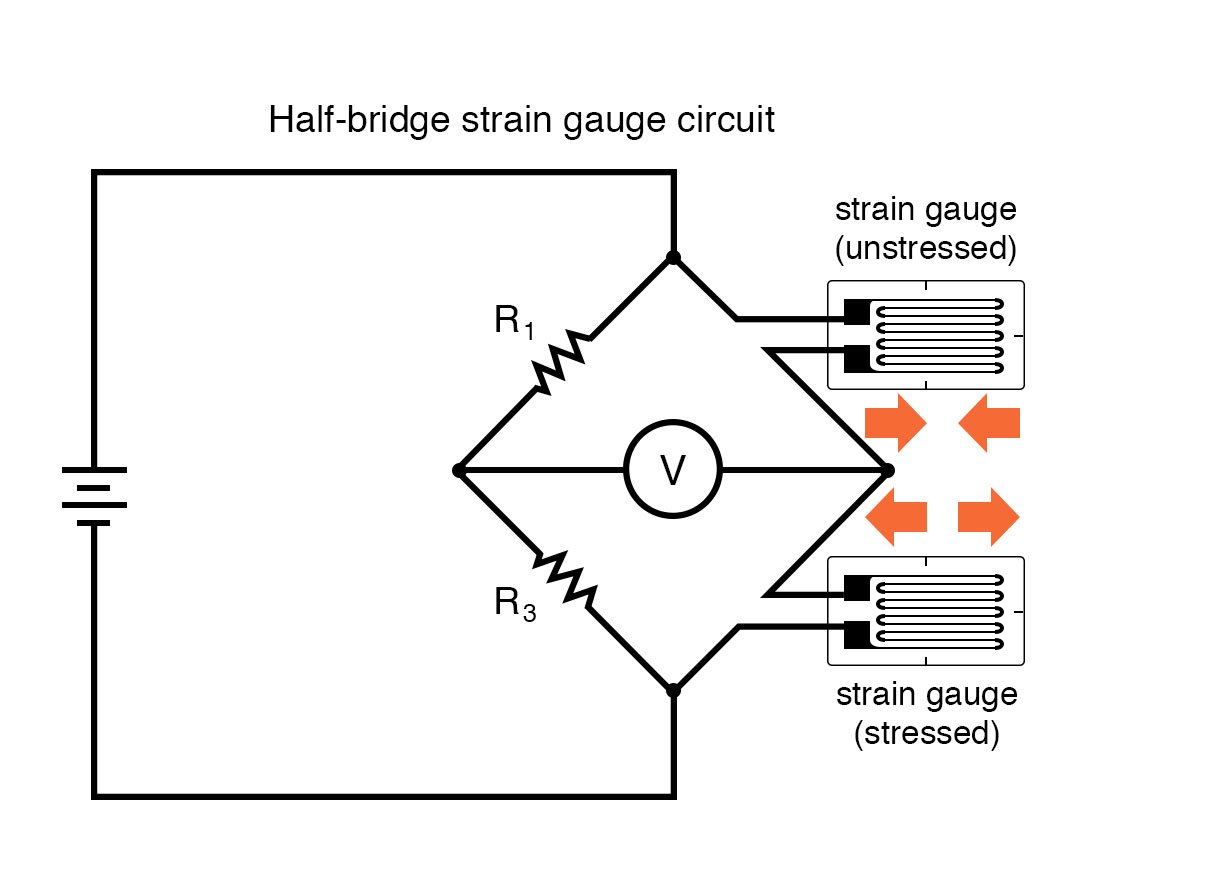 Half-bridge strain gauge circuit
strain gauge
(unstressed)
R1
V
R3
strain gauge
(stressed)